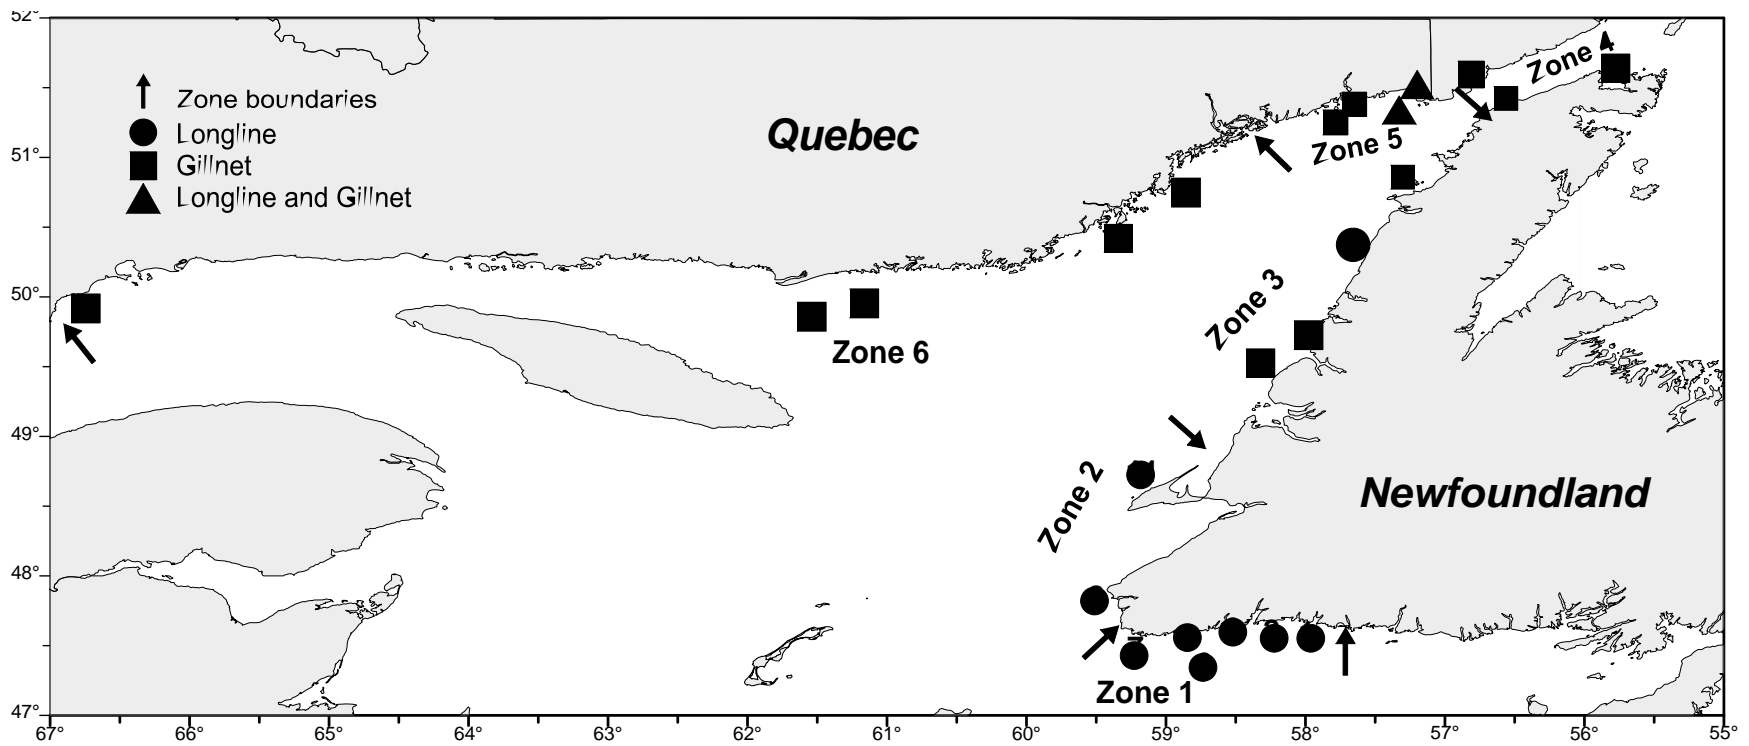 52°
Zone 4
Zone boundaries
Longline
Quebec
Gillnet
Zone 5
51°
Longline and Gillnet
50°
Zone 3
Zone 6
49°
Zone 2
Newfoundland
48°
Zone 1
47°
67° 66° 65° 64° 63° 62° 61° 60° 59° 58° 57° 56° 55°